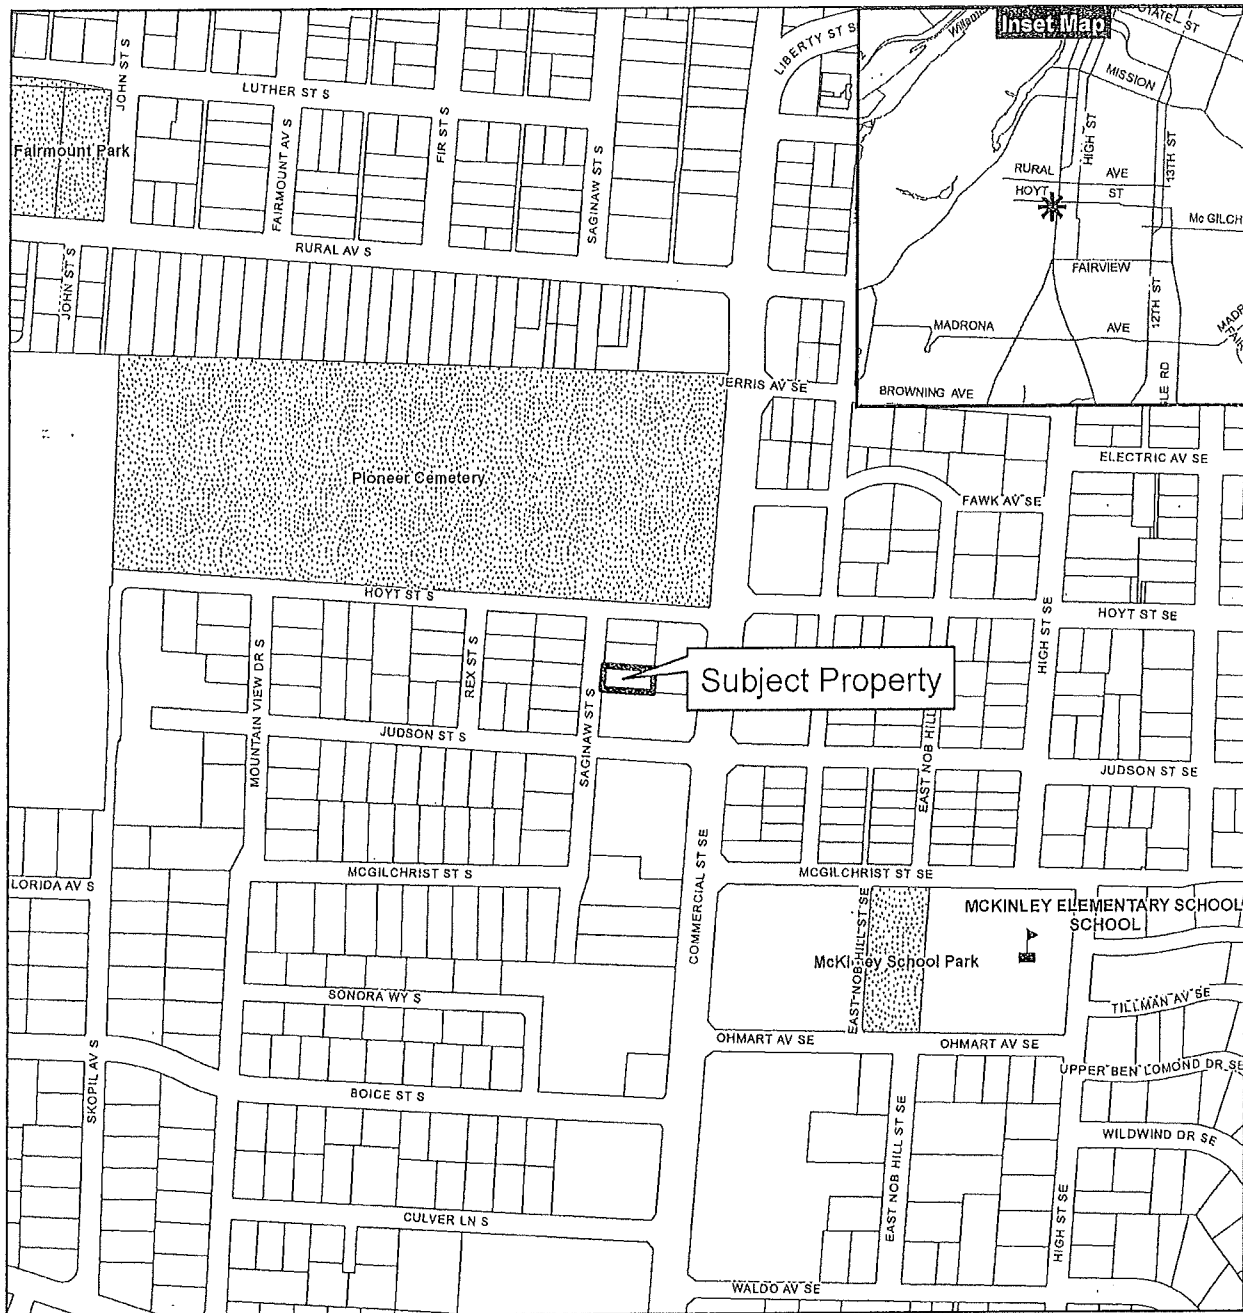 Inset Map
STATE ST
MISSION
HIGH ST
13TH ST
RURAL AVE
HOYT ST
Mc GILCH
FAIRVIEW
12TH ST
MADRONA AVE
BROWNING AVE
LE RD
LIBERTY ST S
JOHN ST S
LUTHER ST S
Fairmount Park
FAIRMOUNT AV S
FIR ST S
SAGINAW ST S
RURAL AV S
JOHN ST S
JERRIS AV SE
ELECTRIC AV SE
Pioneer Cemetery
FAWK AV SE
HOYT ST S
HOYT ST SE
HIGH ST SE
MOUNTAIN VIEW DR S
REX ST S
SAGINAW ST S
Subject Property
JUDSON ST S
EAST NOB HILL
JUDSON ST SE
COMMERCIAL ST SE
MCGILCHRIST ST S
MCGILCHRIST ST SE
LORIDA AV S
EAST NOB HILL ST SE
MCKINLEY ELEMENTARY SCHOOL
SCHOOL
McKinley School Park
SONORA WY S
TILLMAN AV SE
OHMART AV SE
OHMART AV SE
UPPER BEN LOMOND DR SE
SKOPIL AV S
BOICE ST S
EAST NOB HILL ST SE
WILDWIND DR SE
CULVER LN S
HIGH ST SE
WALDO AV SE